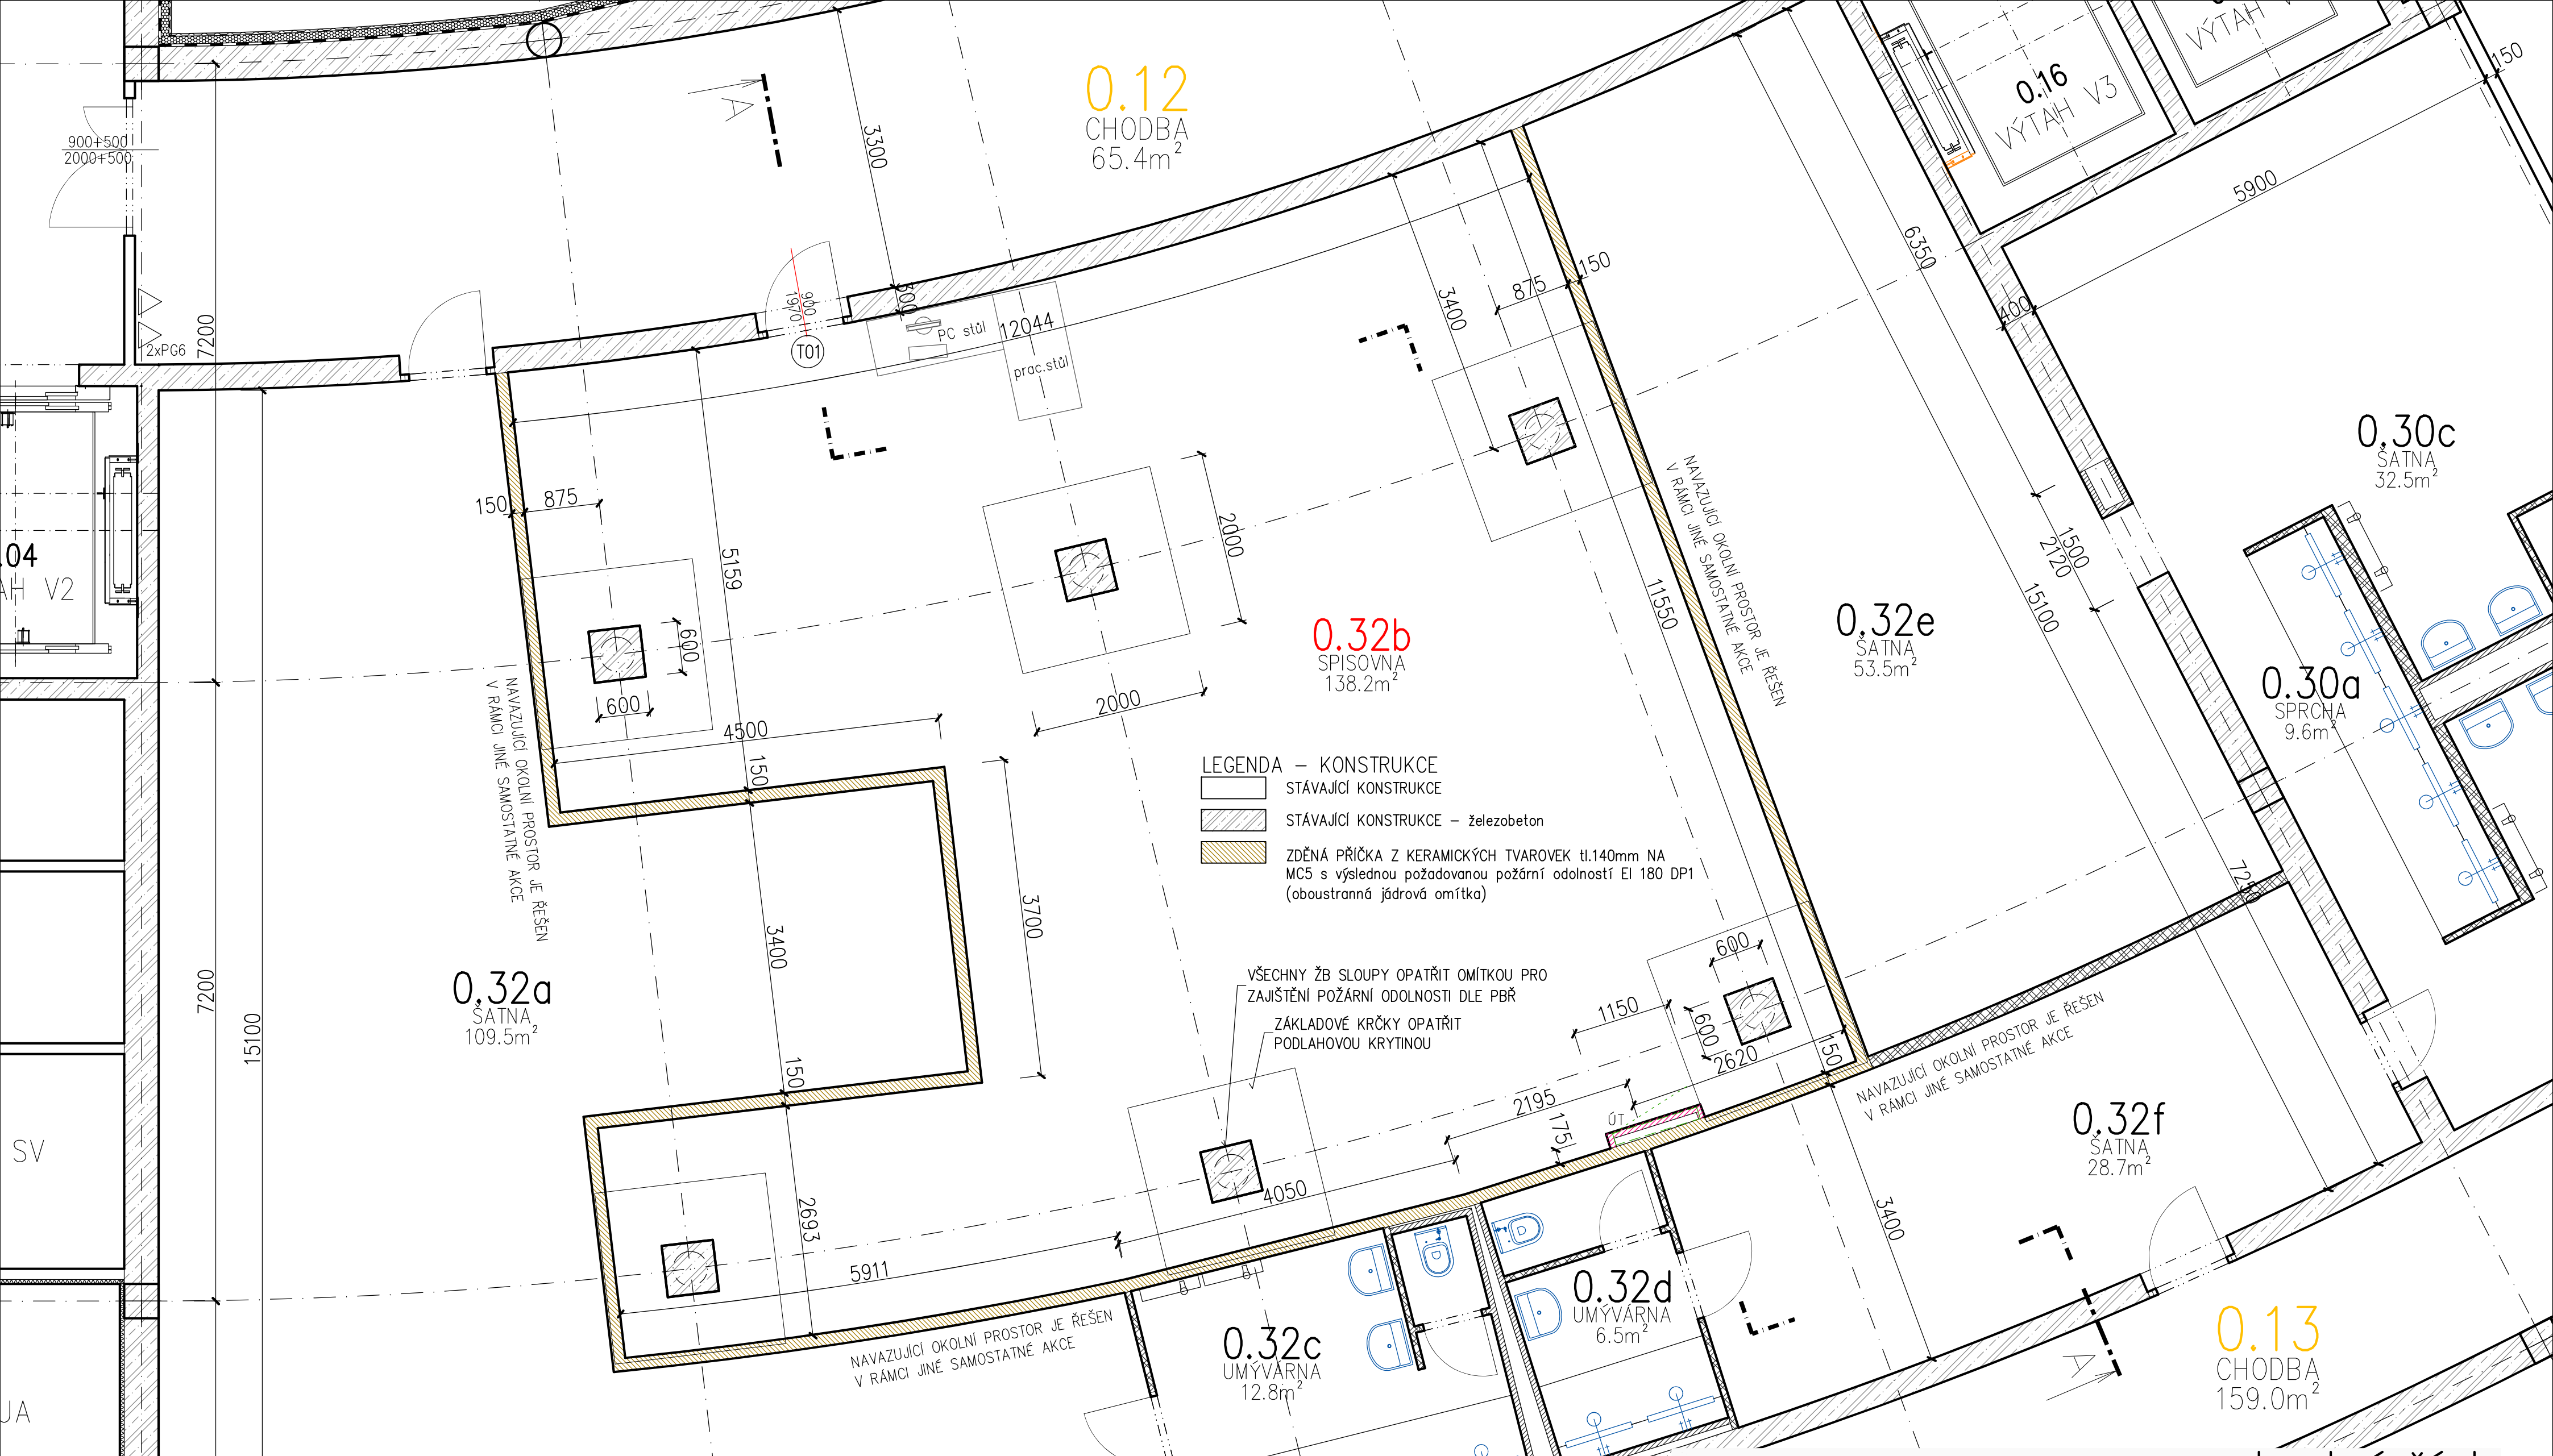 0.12
CHODBA
65.4m²
A
900+500
2000+500
3300
300
7200
2xPG6
900
1970
T01
PC stůl
prac.stůl
12044
3400
875
150
0.16
VÝTAH V3
VÝTAH
150
5900
6350
400
1500
2120
15100
0.30c
ŠATNA
32.5m²
.04
V2
150
875
5159
2000
2000
600
600
4500
150
11550
NAVAZUJÍCÍ OKOLNÍ PROSTOR JE ŘEŠEN
V RÁMCI JINÉ SAMOSTATNÉ AKCE
0.32b
SPISOVNA
138.2m²
0.32e
ŠATNA
53.5m²
0.30a
SPRCHA
9.6m²
7250
NAVAZUJÍCÍ OKOLNÍ PROSTOR JE ŘEŠEN
V RÁMCI JINÉ SAMOSTATNÉ AKCE
LEGENDA – KONSTRUKCE
STÁVAJÍCÍ KONSTRUKCE
STÁVAJÍCÍ KONSTRUKCE – železobeton
ZDĚNÁ PŘÍČKA Z KERAMICKÝCH TVAROVEK tl.140mm NA
MC5 s výslednou požadovanou požární odolností EI 180 DP1
(oboustranná jádrová omítka)
3400
3700
7200
15100
0.32a
ŠATNA
109.5m²
VŠECHNY ŽB SLOUPY OPATŘIT OMÍTKOU PRO
ZAJIŠTĚNÍ POŽÁRNÍ ODOLNOSTI DLE PBŘ
ZÁKLADOVÉ KRČKY OPATŘIT
PODLAHOVOU KRYTINOU
600
600
1150
2620
150
150
2195
175
ÚT
NAVAZUJÍCÍ OKOLNÍ PROSTOR JE ŘEŠEN
V RÁMCI JINÉ SAMOSTATNÉ AKCE
0.32f
ŠATNA
28.7m²
SV
2693
4050
5911
3400
NAVAZUJÍCÍ OKOLNÍ PROSTOR JE ŘEŠEN
V RÁMCI JINÉ SAMOSTATNÉ AKCE
0.32c
UMÝVÁRNA
12.8m²
0.32d
UMÝVÁRNA
6.5m²
A
0.13
CHODBA
159.0m²